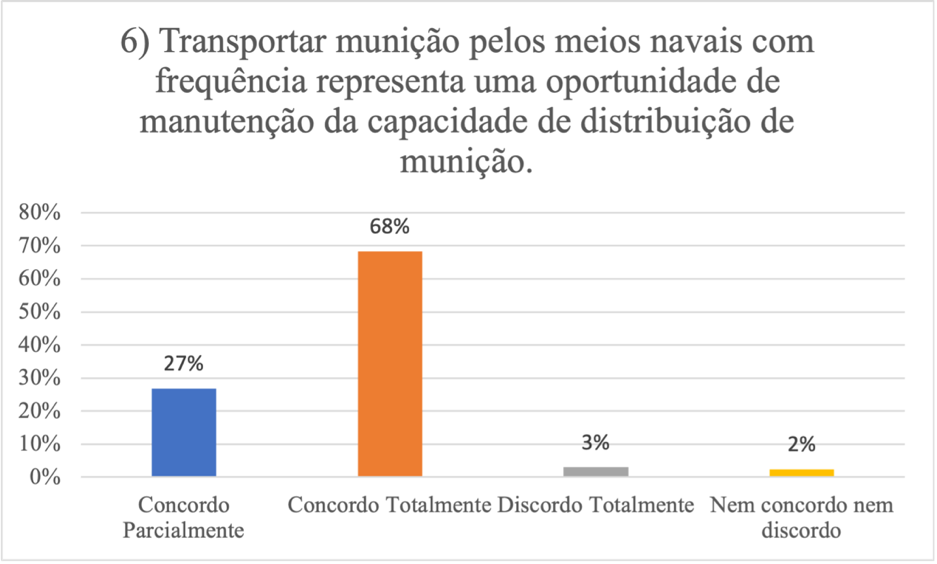 6) Transportar munição pelos meios navais com
frequência representa uma oportunidade de
manutenção da capacidade de distribuição de
munição.
80%
70%
60%
50%
40%
30%
20%
10%
0%
27%
68%
3%
2%
Concordo
Parcialmente
Concordo Totalmente
Discordo Totalmente
Nem concordo nem
discordo